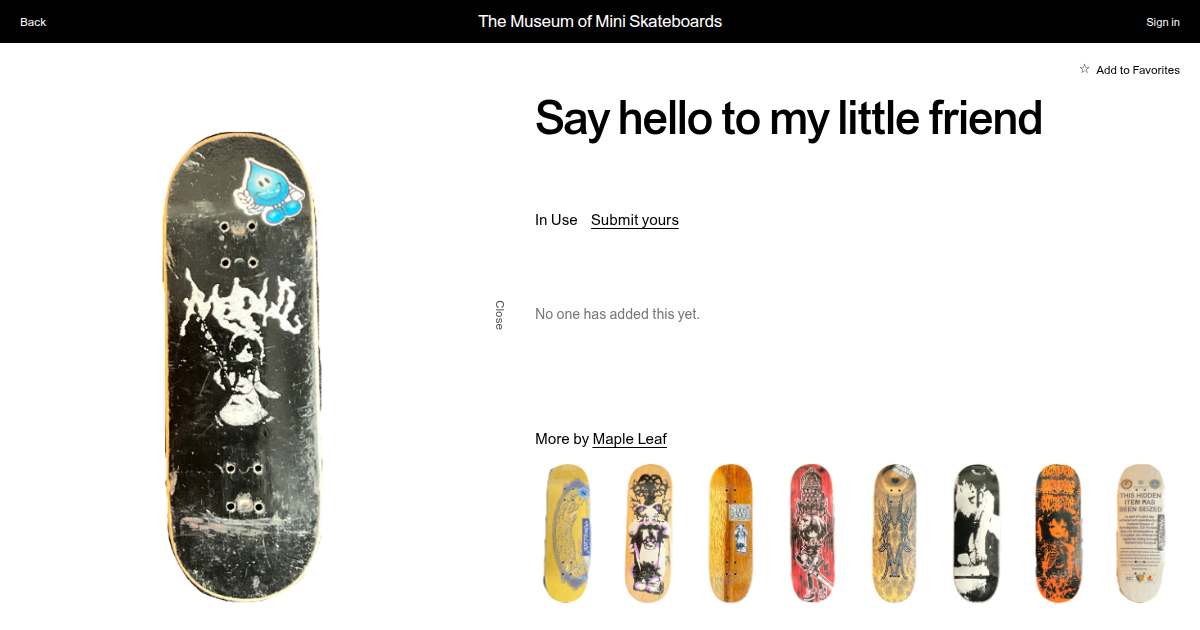 Back
The Museum of Mini Skateboards
Sign in
☆ Add to Favorites
Say hello to my little friend
In Use Submit yours
Close
No one has added this yet.
More by Maple Leaf
THIS HIDDEN
ITEM HAS
BEEN SEIZED